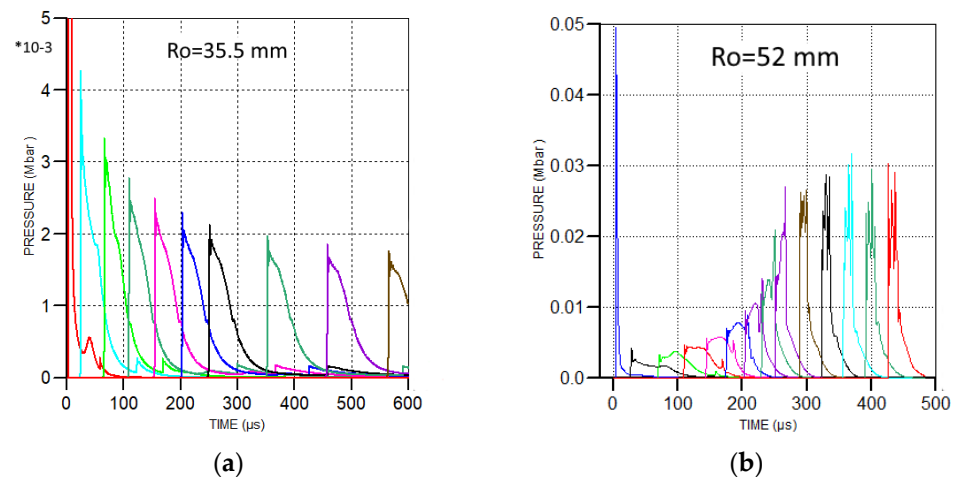 5
*10-3
Ro=35.5 mm
4
3
2
1
0
PRESSURE (Mbar )
0 100 200 300 400 500 600
TIME (µs)
(a)
0.05
Ro=52 mm
0.04
0.03
0.02
0.01
0.0
PRESSURE (Mbar )
0 100 200 300 400 500
TIME (µs)
(b)